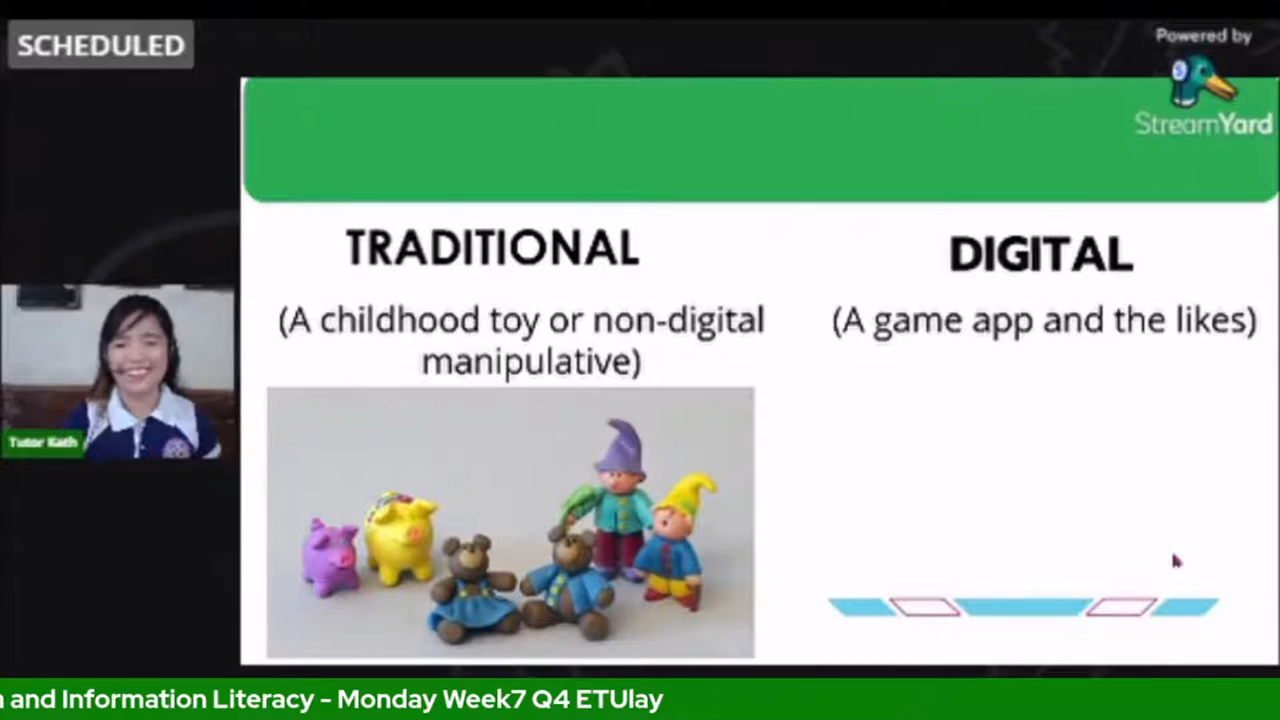 SCHEDULED
Powered by
StreamYard
TRADITIONAL
(A childhood toy or non-digital
manipulative)
DIGITAL
(A game app and the likes)
Tutor Kath
and Information Literacy - Monday Week7 Q4 ETUlay